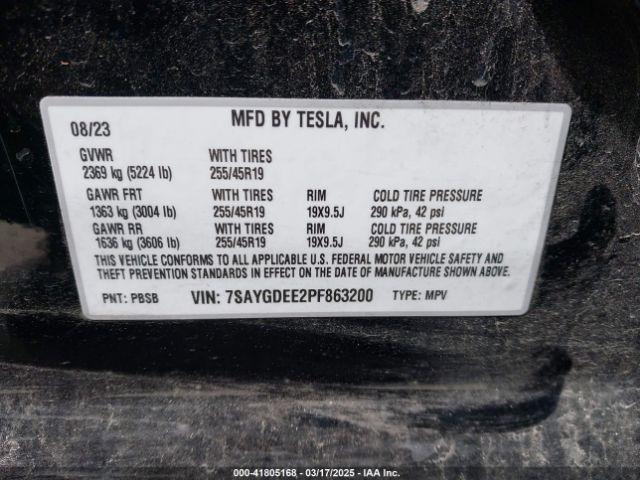 08/23 MFD BY TESLA, INC.
GVWR WITH TIRES
2369 kg (5224 lb) 255/45R19
GAWR FRT WITH TIRES RIM COLD TIRE PRESSURE
1363 kg (3004 lb) 255/45R19 19X9.5J 290 kPa, 42 psi
GAWR RR WITH TIRES RIM COLD TIRE PRESSURE
1636 kg (3606 lb) 255/45R19 19X9.5J 290 kPa, 42 psi
THIS VEHICLE CONFORMS TO ALL APPLICABLE U.S. FEDERAL MOTOR VEHICLE SAFETY AND
THEFT PREVENTION STANDARDS IN EFFECT ON THE DATE OF MANUFACTURE SHOWN ABOVE.
PNT: PBSB VIN: 7SAYGDEE2PF863200 TYPE: MPV
000-41805168 - 03/17/2025 - IAA Inc.